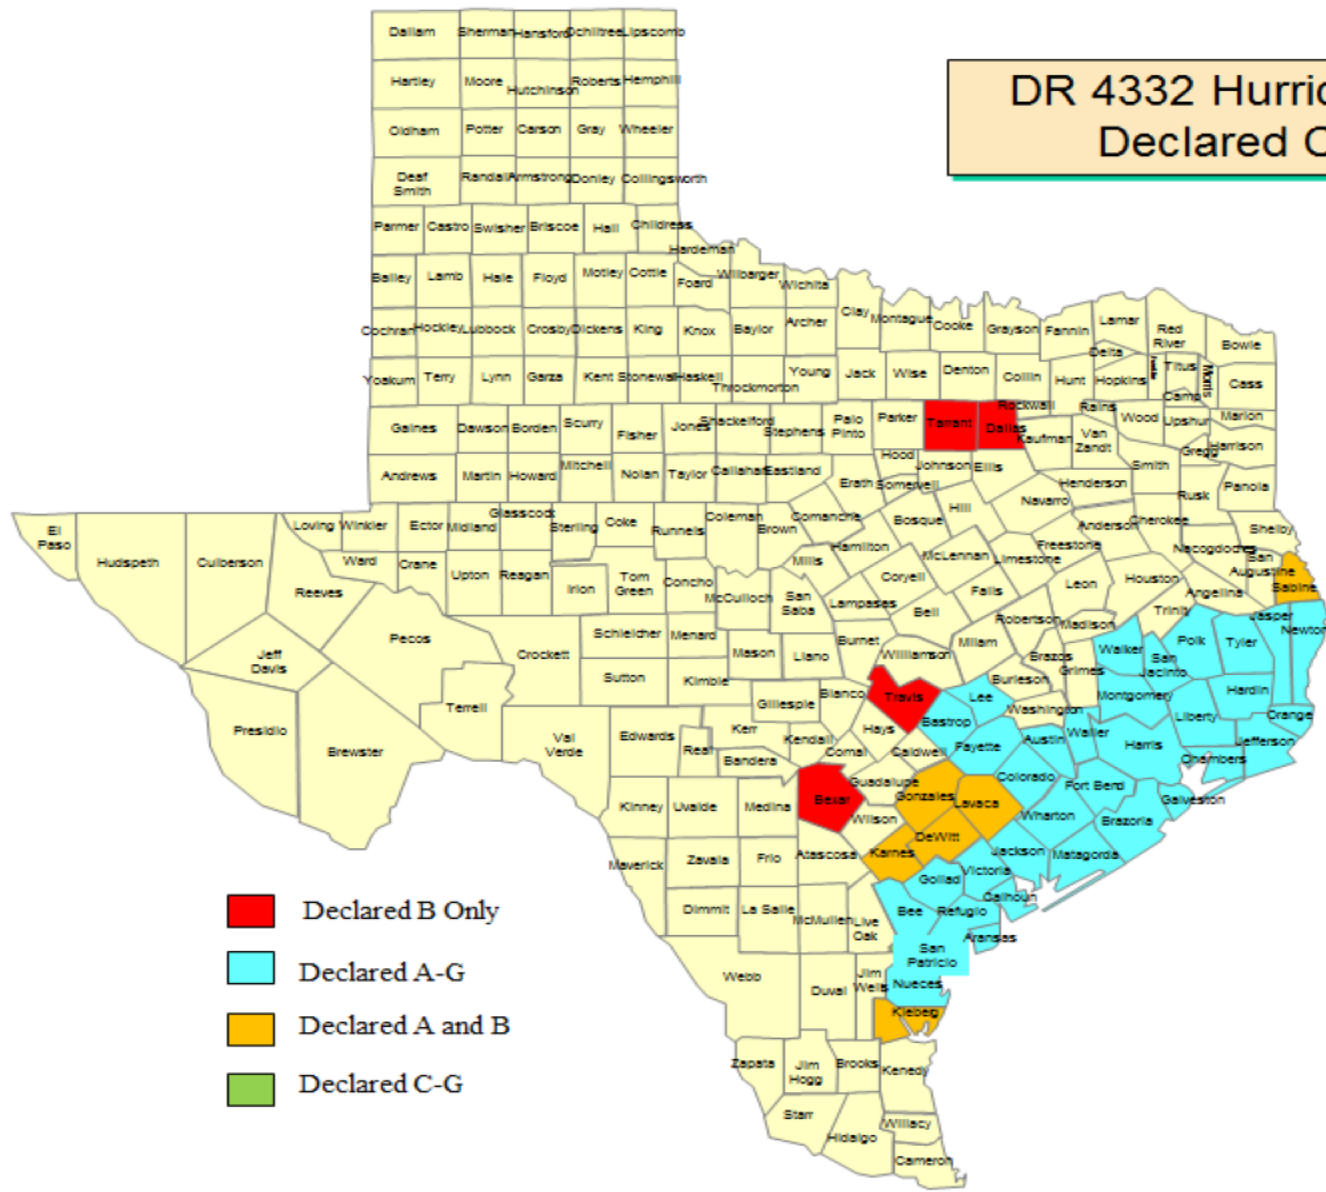 DR 4332 Hurric
Declared C
Dallam Sherman Hansford Ochiltree Lipscomb
Hartley Moore Hutchinson Roberts Hemphill
Oldham Potter Carson Gray Wheeler
Deaf
Smith
Randall Armstrong Donley Collingsworth
Parmer Castro Swisher Briscoe Hall Childress
Hardeman
Bailey Lamb Hale Floyd Motley Cottle Foard Wilbarger Wichita
Cochran Hockley Lubbock Crosby Dickens King Knox Baylor Archer Clay Montague Cooke Grayson Fannin Lamar
Red
River
Bowie
Delta
Yoakum Terry Lynn Garza Kent Stonewall Haskell Throckmorton Young Jack Wise Denton Collin Hunt Hopkins Titus Morris Cass
Camp
Gaines Dawson Borden Scurry Fisher Jones Shackelford Stephens
Palo
Pinto
Parker Tarrant Dallas Rockwall Kaufman Rains
Van
Zandt
Wood Upshur Marion
Gregg Harrison
Andrews Martin Howard Mitchell Nolan Taylor Callahan Eastland Erath Hood Somervell Johnson Ellis Henderson Smith Rusk Panola
El
Paso
Hudspeth Culberson Loving Winkler Ector Midland Glasscock Sterling Coke Runnels Coleman Brown Comanche Bosque Hill Navarro Anderson Cherokee Shelby
Nacogdoches
Reeves Ward Crane Upton Reagan Irion
Tom
Green
Concho McCulloch
San
Saba
Mills Hamilton Coryell McLennan Limestone Freestone Leon Houston Angelina
San
Augustine
Sabine
Lampases Bell Falls Robertson Madison Trinit
Jeff
Davis
Pecos Crockett Schleicher Menard Mason Llano Burnet Williamson Milam Brazos Grimes Walker
San
Jacinto
Polk Tyler Jasper Newton
Presidio Brewster Terrell Sutton Kimble Gillespie Blanco Travis Lee Burleson Washington Montgomery Liberty Hardin Orange
Val
Verde
Edwards Real Kerr Bandera Kendall Comal Hays Caldwell Bastrop Fayette Austin Waller Harris Chambers Jefferson
Kinney Uvalde Medina Bexar Guadalupe Gonzales Lavaca Colorado Fort Bend Galveston
Wilson DeWitt Wharton Brazoria
Maverick Zavala Frio Atascosa Karnes Goliad Victoria Jackson Matagorda
Dimmit La Salle McMullen
Live
Oak
Bee Refugio Calhoun
Aransas
San
Patricio
Webb Duval
Jim
Wells
Nueces
Kleberg
Zapata
Jim
Hogg
Brooks Kenedy
Starr Hidalgo Willacy
Cameron
Declared B Only
Declared A-G
Declared A and B
Declared C-G